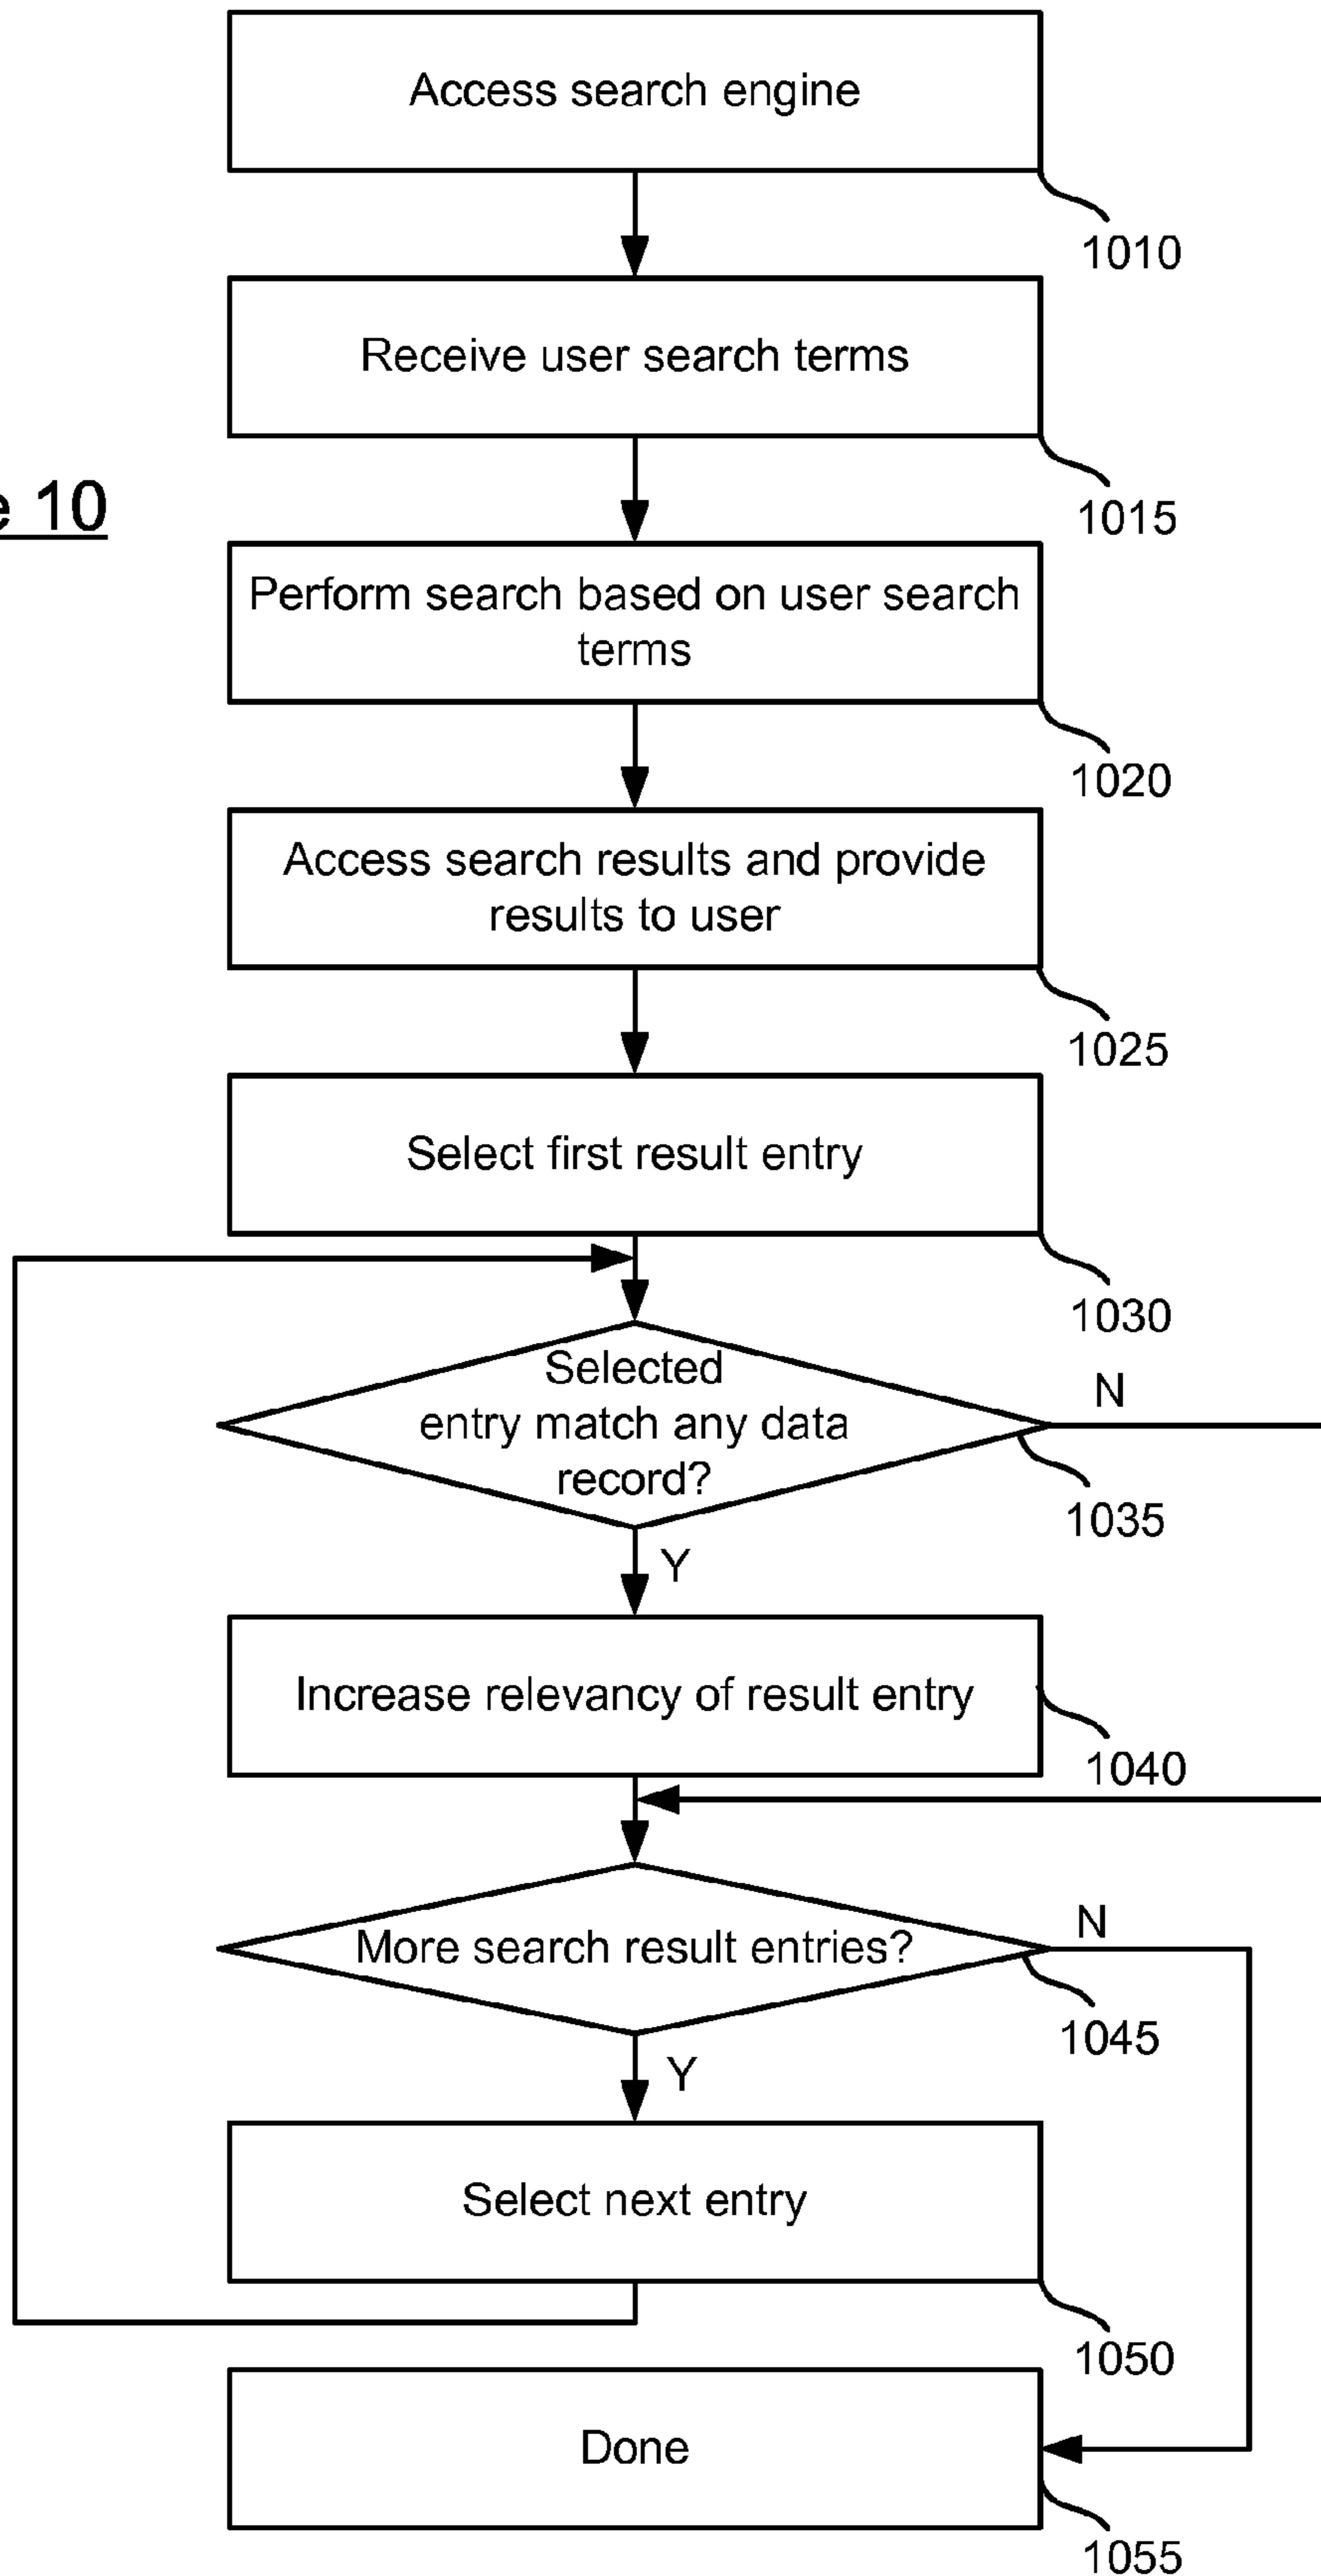 Access search engine
1010
Receive user search terms
e 10
1015
Perform search based on user search
terms
1020
Access search results and provide
results to user
1025
Select first result entry
1030
Selected
entry match any data
record?
N
1035
Y
Increase relevancy of result entry
1040
More search result entries?
N
1045
Y
Select next entry
1050
Done
1055